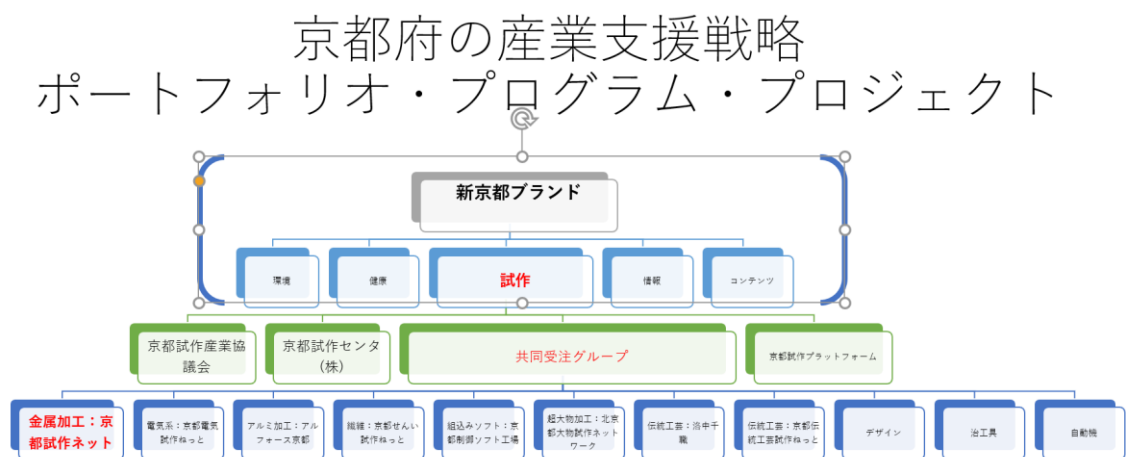 京都府の産業支援戦略
ポートフォリオ・プログラム・プロジェクト
新京都ブランド
環境
健康
試作
情報
コンテンツ
京都試作産業協
議会
京都試作センタ
(株)
共同受注グループ
京都試作プラットフォーム
金属加工：京
都試作ネット
電気系：京都電気
試作ねっと
アルミ加工：アル
フォース京都
繊維：京都せんい
試作ねっと
組込みソフト：京
都制御ソフト工場
超大物加工：北京
都大物試作ネット
ワーク
伝統工芸：洛中千
職
伝統工芸：京都伝
統工芸試作ねっと
デザイン
治工具
自動機